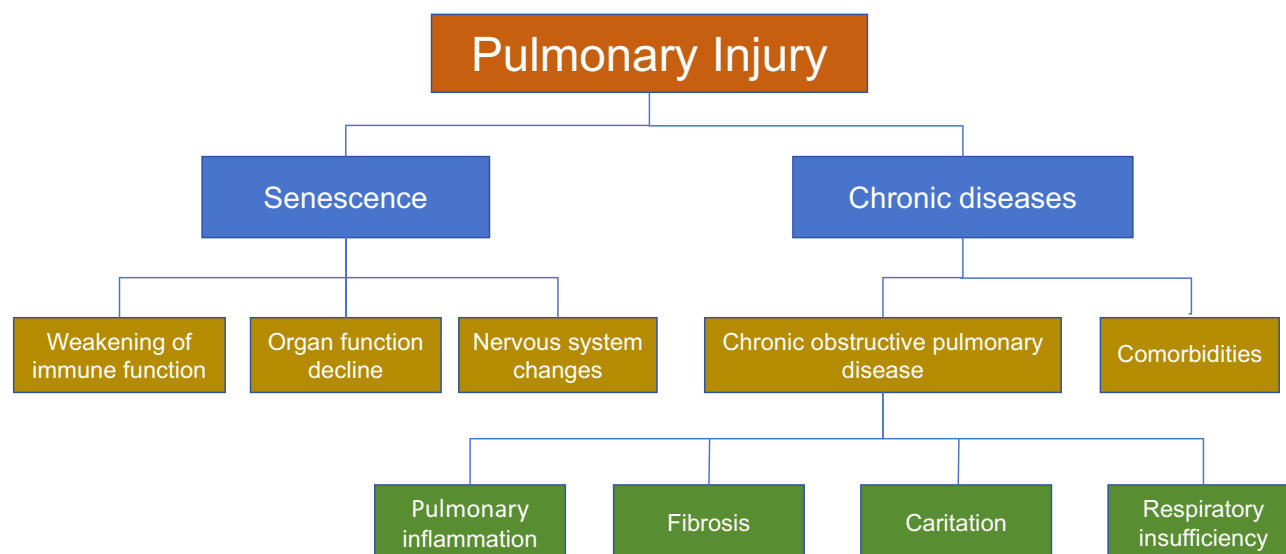 Pulmonary Injury
Senescence
Chronic diseases
Weakening of
immune function
Organ function
decline
Nervous system
changes
Chronic obstructive pulmonary
disease
Comorbidities
Pulmonary
inflammation
Fibrosis
Caritation
Respiratory
insufficiency